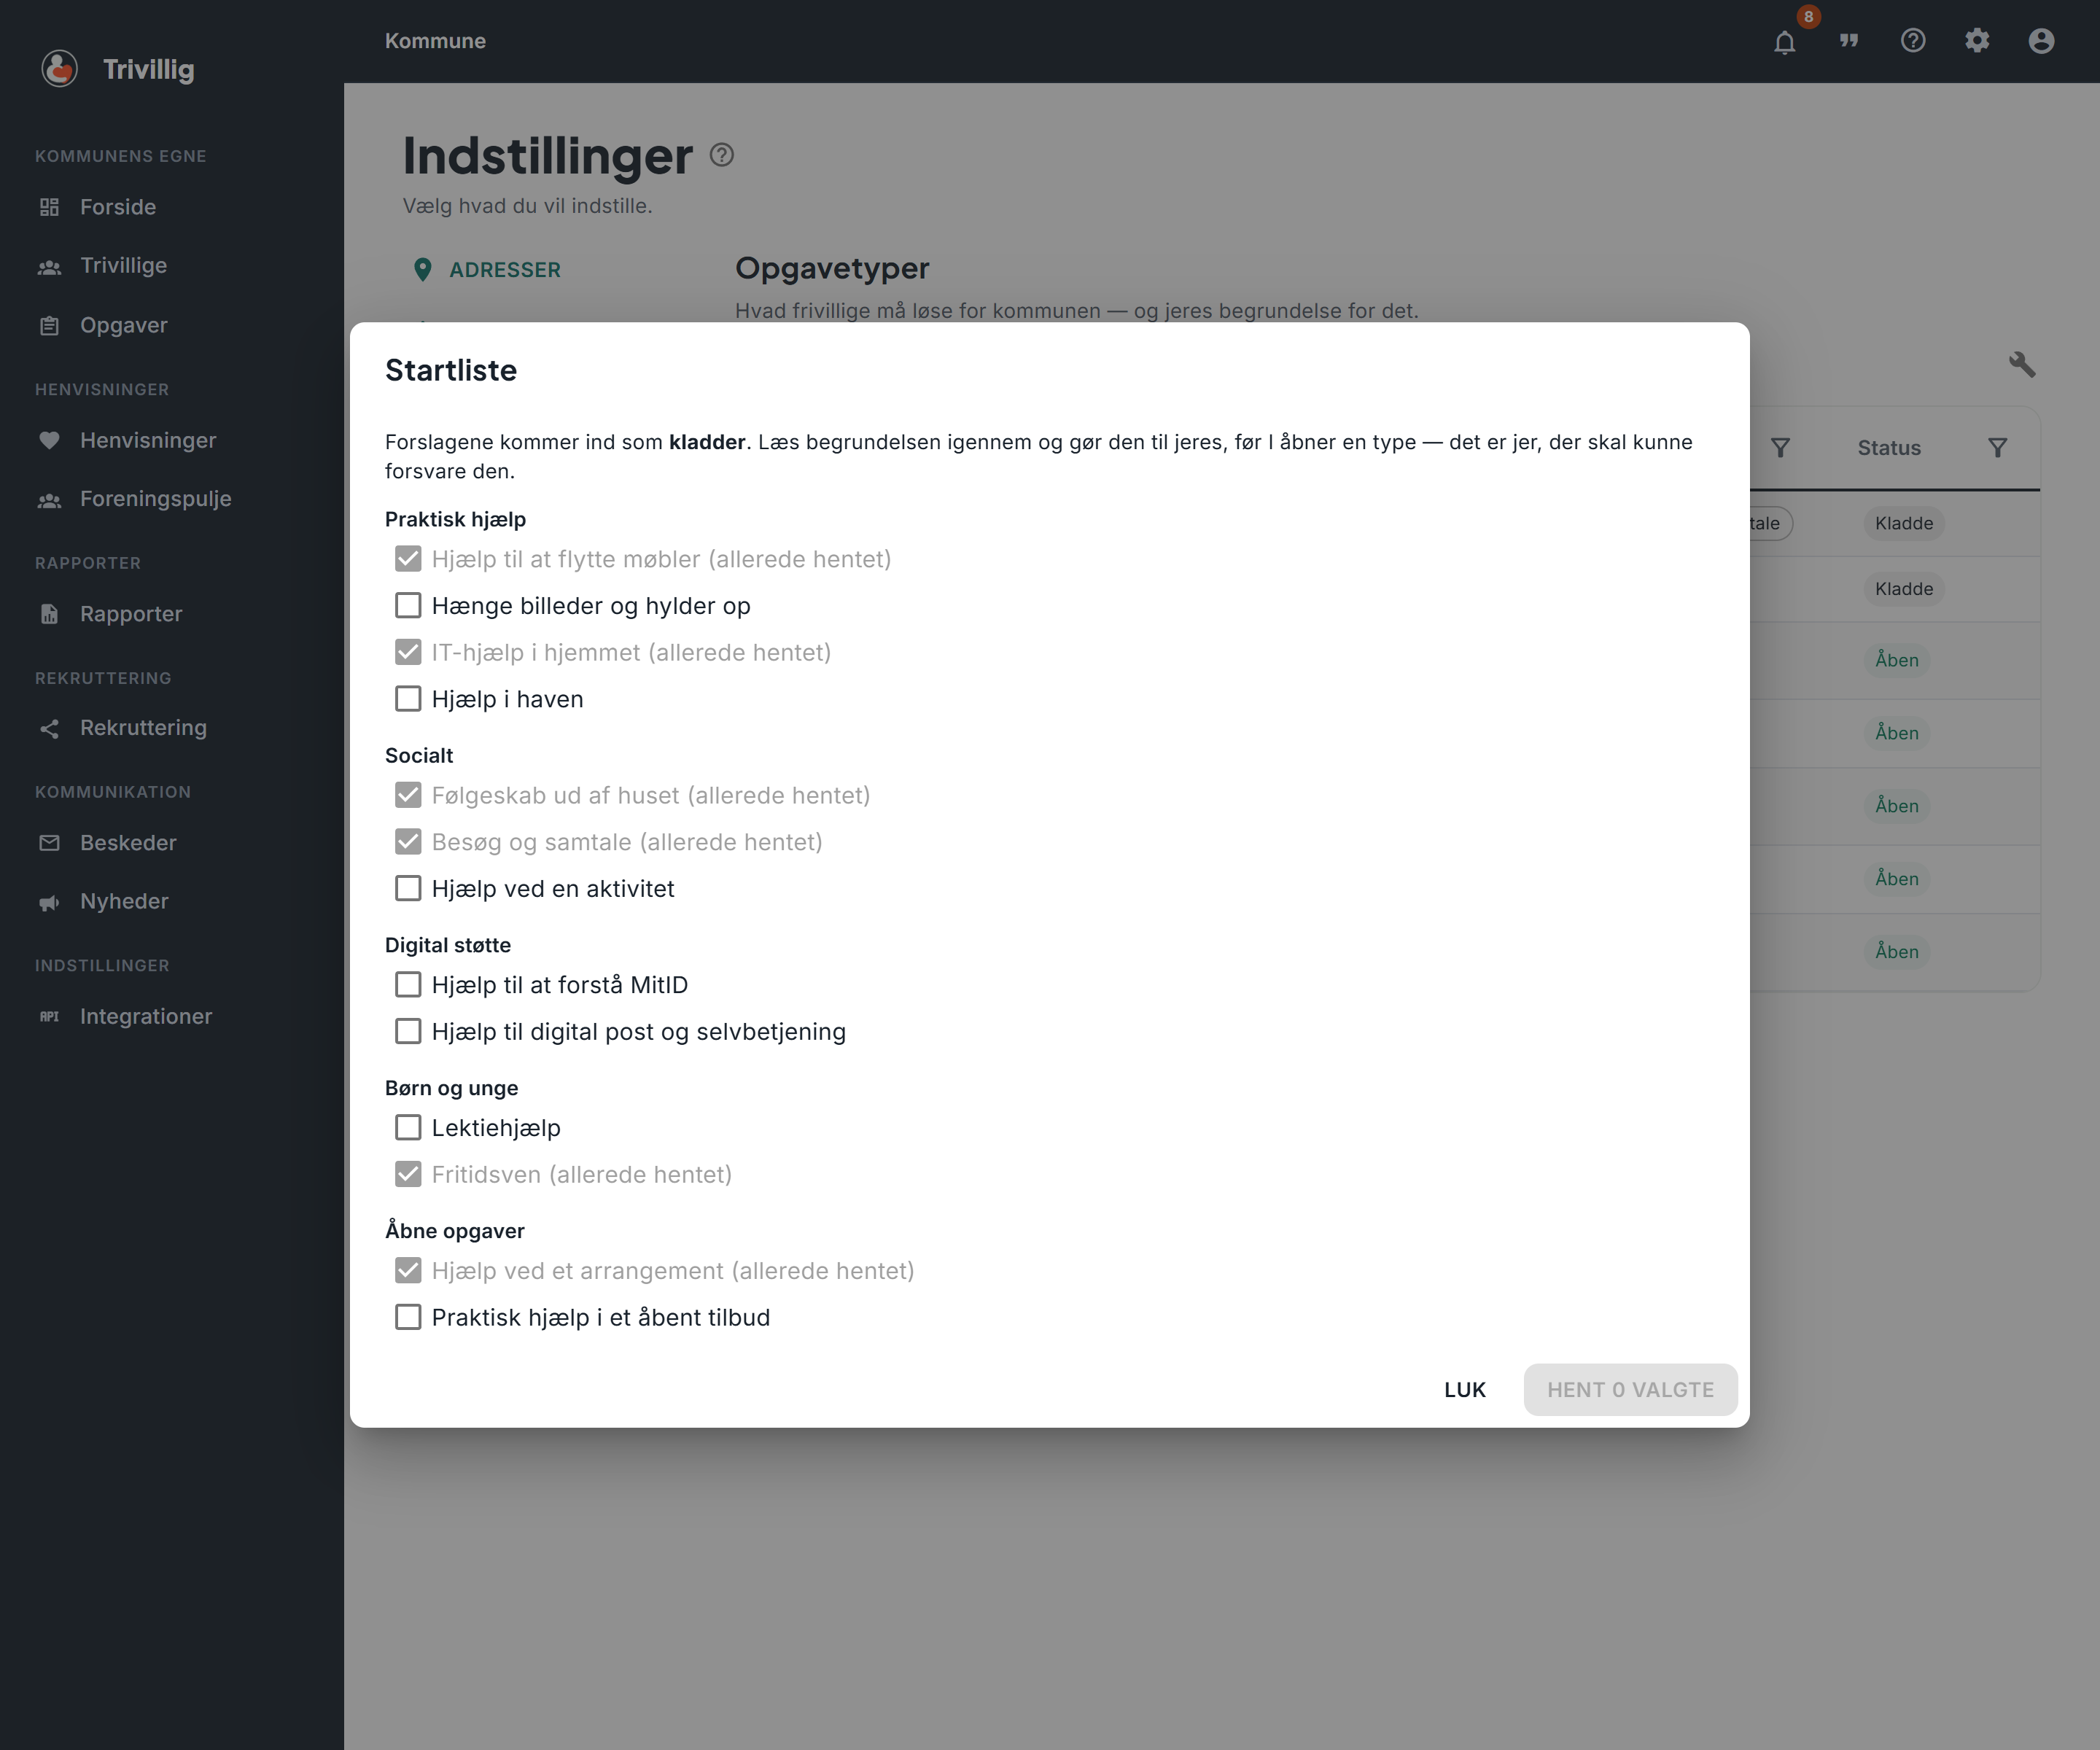 Trivillig
KOMMUNENS EGNE
Forside
Trivillige
Opgaver
HENVISNINGER
Henvisninger
Foreningspulje
RAPPORTER
Rapporter
REKRUTTERING
Rekruttering
KOMMUNIKATION
Beskeder
Nyheder
INDSTILLINGER
API Integrationer
Kommune
8
Indstillinger
Vælg hvad du vil indstille.
ADRESSER
Opgavetyper
Hvad frivillige må løse for kommunen — og jeres begrundelse for det.
Status
Kladde
Kladde
Åben
Åben
Åben
Åben
Åben
Startliste
Forslagene kommer ind som kladder. Læs begrundelsen igennem og gør den til jeres, før I åbner en type — det er jer, der skal kunne
forsvare den.
Praktisk hjælp
Hjælp til at flytte møbler (allerede hentet)
Hænge billeder og hylder op
IT-hjælp i hjemmet (allerede hentet)
Hjælp i haven
Socialt
Følgeskab ud af huset (allerede hentet)
Besøg og samtale (allerede hentet)
Hjælp ved en aktivitet
Digital støtte
Hjælp til at forstå MitID
Hjælp til digital post og selvbetjening
Børn og unge
Lektiehjælp
Fritidsven (allerede hentet)
Åbne opgaver
Hjælp ved et arrangement (allerede hentet)
Praktisk hjælp i et åbent tilbud
LUK
HENT 0 VALGTE